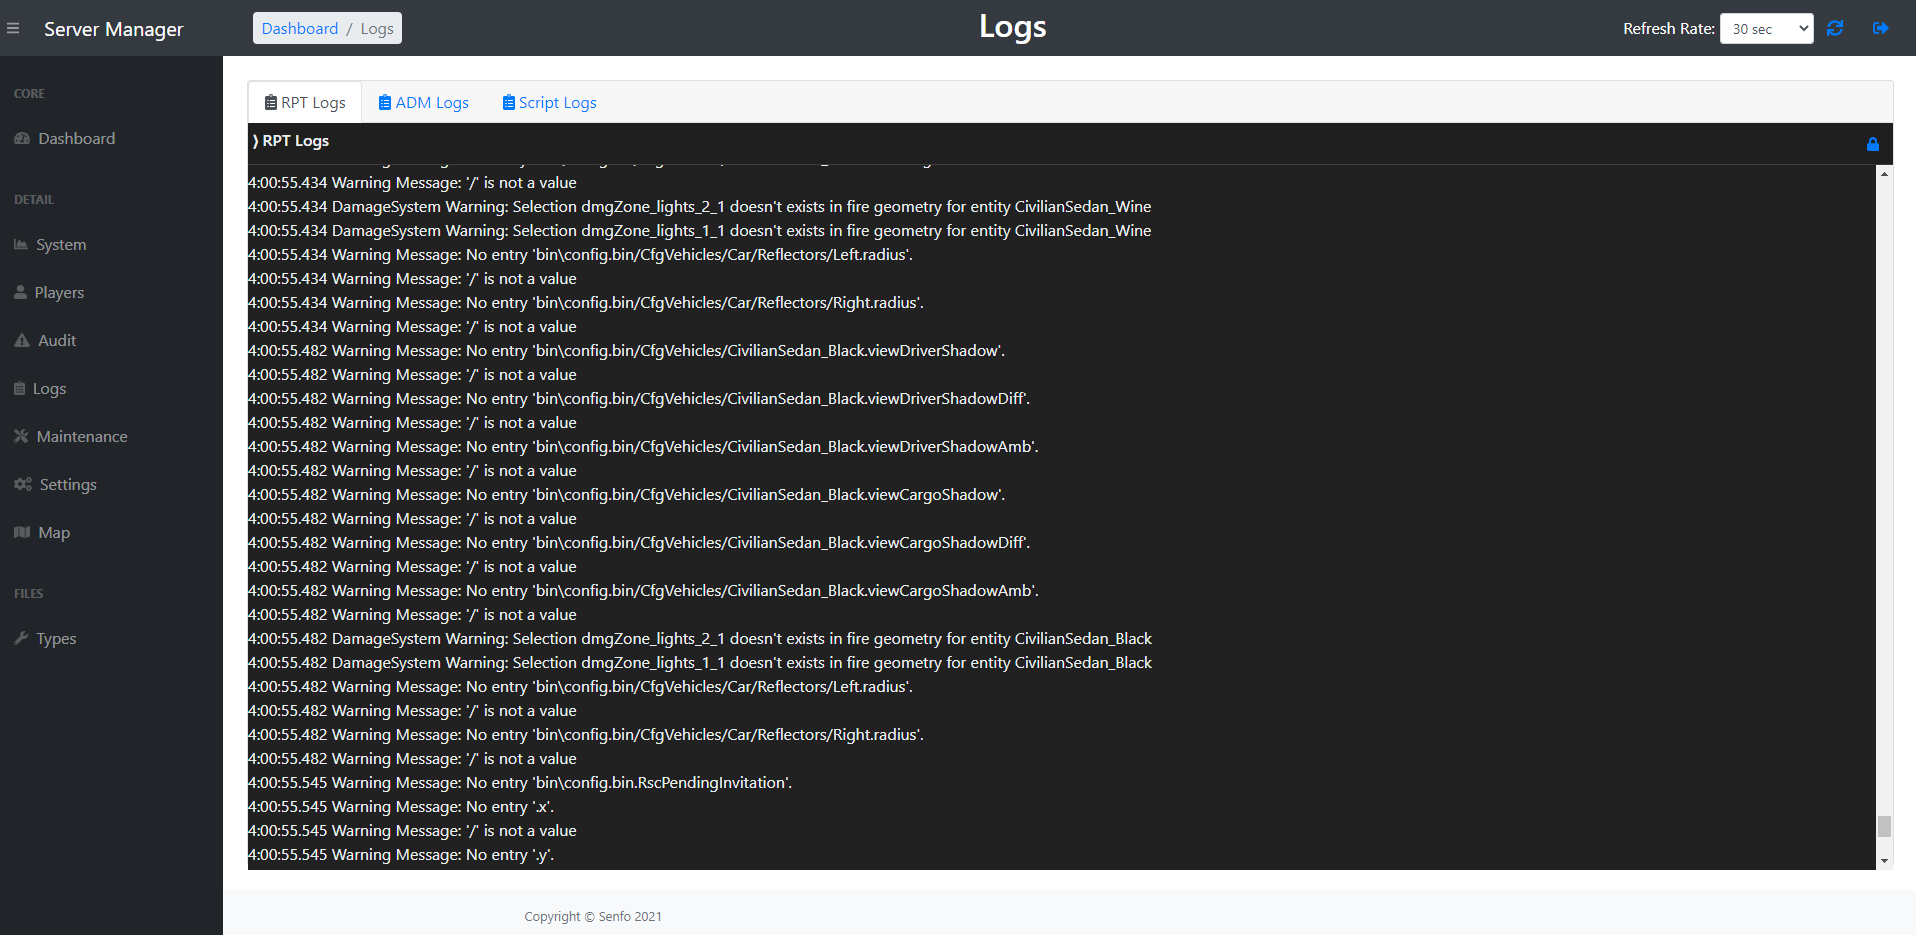 Server Manager
Dashboard / Logs
Logs
Refresh Rate: 30 sec
CORE
Dashboard
DETAIL
System
Players
Audit
Logs
Maintenance
Settings
Map
FILES
Types
RPT Logs ADM Logs Script Logs
⟩ RPT Logs
4:00:55.434 Warning Message: '/' is not a value
4:00:55.434 DamageSystem Warning: Selection dmgZone_lights_2_1 doesn't exists in fire geometry for entity CivilianSedan_Wine
4:00:55.434 DamageSystem Warning: Selection dmgZone_lights_1_1 doesn't exists in fire geometry for entity CivilianSedan_Wine
4:00:55.434 Warning Message: No entry 'bin\config.bin/CfgVehicles/Car/Reflectors/Left.radius'.
4:00:55.434 Warning Message: '/' is not a value
4:00:55.434 Warning Message: No entry 'bin\config.bin/CfgVehicles/Car/Reflectors/Right.radius'.
4:00:55.434 Warning Message: '/' is not a value
4:00:55.482 Warning Message: No entry 'bin\config.bin/CfgVehicles/CivilianSedan_Black.viewDriverShadow'.
4:00:55.482 Warning Message: '/' is not a value
4:00:55.482 Warning Message: No entry 'bin\config.bin/CfgVehicles/CivilianSedan_Black.viewDriverShadowDiff'.
4:00:55.482 Warning Message: '/' is not a value
4:00:55.482 Warning Message: No entry 'bin\config.bin/CfgVehicles/CivilianSedan_Black.viewDriverShadowAmb'.
4:00:55.482 Warning Message: '/' is not a value
4:00:55.482 Warning Message: No entry 'bin\config.bin/CfgVehicles/CivilianSedan_Black.viewCargoShadow'.
4:00:55.482 Warning Message: '/' is not a value
4:00:55.482 Warning Message: No entry 'bin\config.bin/CfgVehicles/CivilianSedan_Black.viewCargoShadowDiff'.
4:00:55.482 Warning Message: '/' is not a value
4:00:55.482 Warning Message: No entry 'bin\config.bin/CfgVehicles/CivilianSedan_Black.viewCargoShadowAmb'.
4:00:55.482 Warning Message: '/' is not a value
4:00:55.482 DamageSystem Warning: Selection dmgZone_lights_2_1 doesn't exists in fire geometry for entity CivilianSedan_Black
4:00:55.482 DamageSystem Warning: Selection dmgZone_lights_1_1 doesn't exists in fire geometry for entity CivilianSedan_Black
4:00:55.482 Warning Message: No entry 'bin\config.bin/CfgVehicles/Car/Reflectors/Left.radius'.
4:00:55.482 Warning Message: '/' is not a value
4:00:55.482 Warning Message: No entry 'bin\config.bin/CfgVehicles/Car/Reflectors/Right.radius'.
4:00:55.482 Warning Message: '/' is not a value
4:00:55.545 Warning Message: No entry 'bin\config.bin.RscPendingInvitation'.
4:00:55.545 Warning Message: No entry '.x'.
4:00:55.545 Warning Message: '/' is not a value
4:00:55.545 Warning Message: No entry '.y'.
Copyright © Senfo 2021